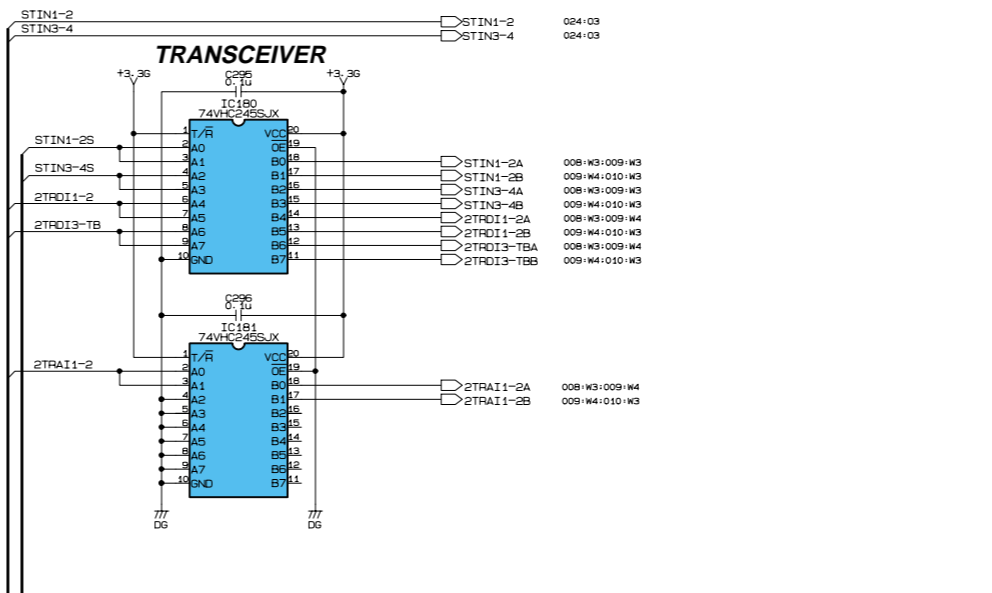 STIN1-2 STIN1-2 024:03
STIN3-4 STIN3-4 024:03
TRANSCEIVER
+3.3G C295 +3.3G
0.1u
IC180
74VHC245SJX
1 T/R VCC 20
STIN1-2S 2 A0 OE 19
3 A1 B0 18 STIN1-2A 008:W3:009:W3
STIN3-4S 4 A2 B1 17 STIN1-2B 009:W4:010:W3
5 A3 B2 16 STIN3-4A 008:W3:009:W3
2TRDI1-2 6 A4 B3 15 STIN3-4B 009:W4:010:W3
7 A5 B4 14 2TRDI1-2A 008:W3:009:W4
2TRDI3-TB 8 A6 B5 13 2TRDI1-2B 009:W4:010:W3
9 A7 B6 12 2TRDI3-TBA 008:W3:009:W4
10 GND B7 11 2TRDI3-TBB 009:W4:010:W3
C296
0.1u
IC181
74VHC245SJX
1 T/R VCC 20
2TRAI1-2 2 A0 OE 19
3 A1 B0 18 2TRAI1-2A 008:W3:009:W4
4 A2 B1 17 2TRAI1-2B 009:W4:010:W3
5 A3 B2 16
6 A4 B3 15
7 A5 B4 14
8 A6 B5 13
9 A7 B6 12
10 GND B7 11
DG DG